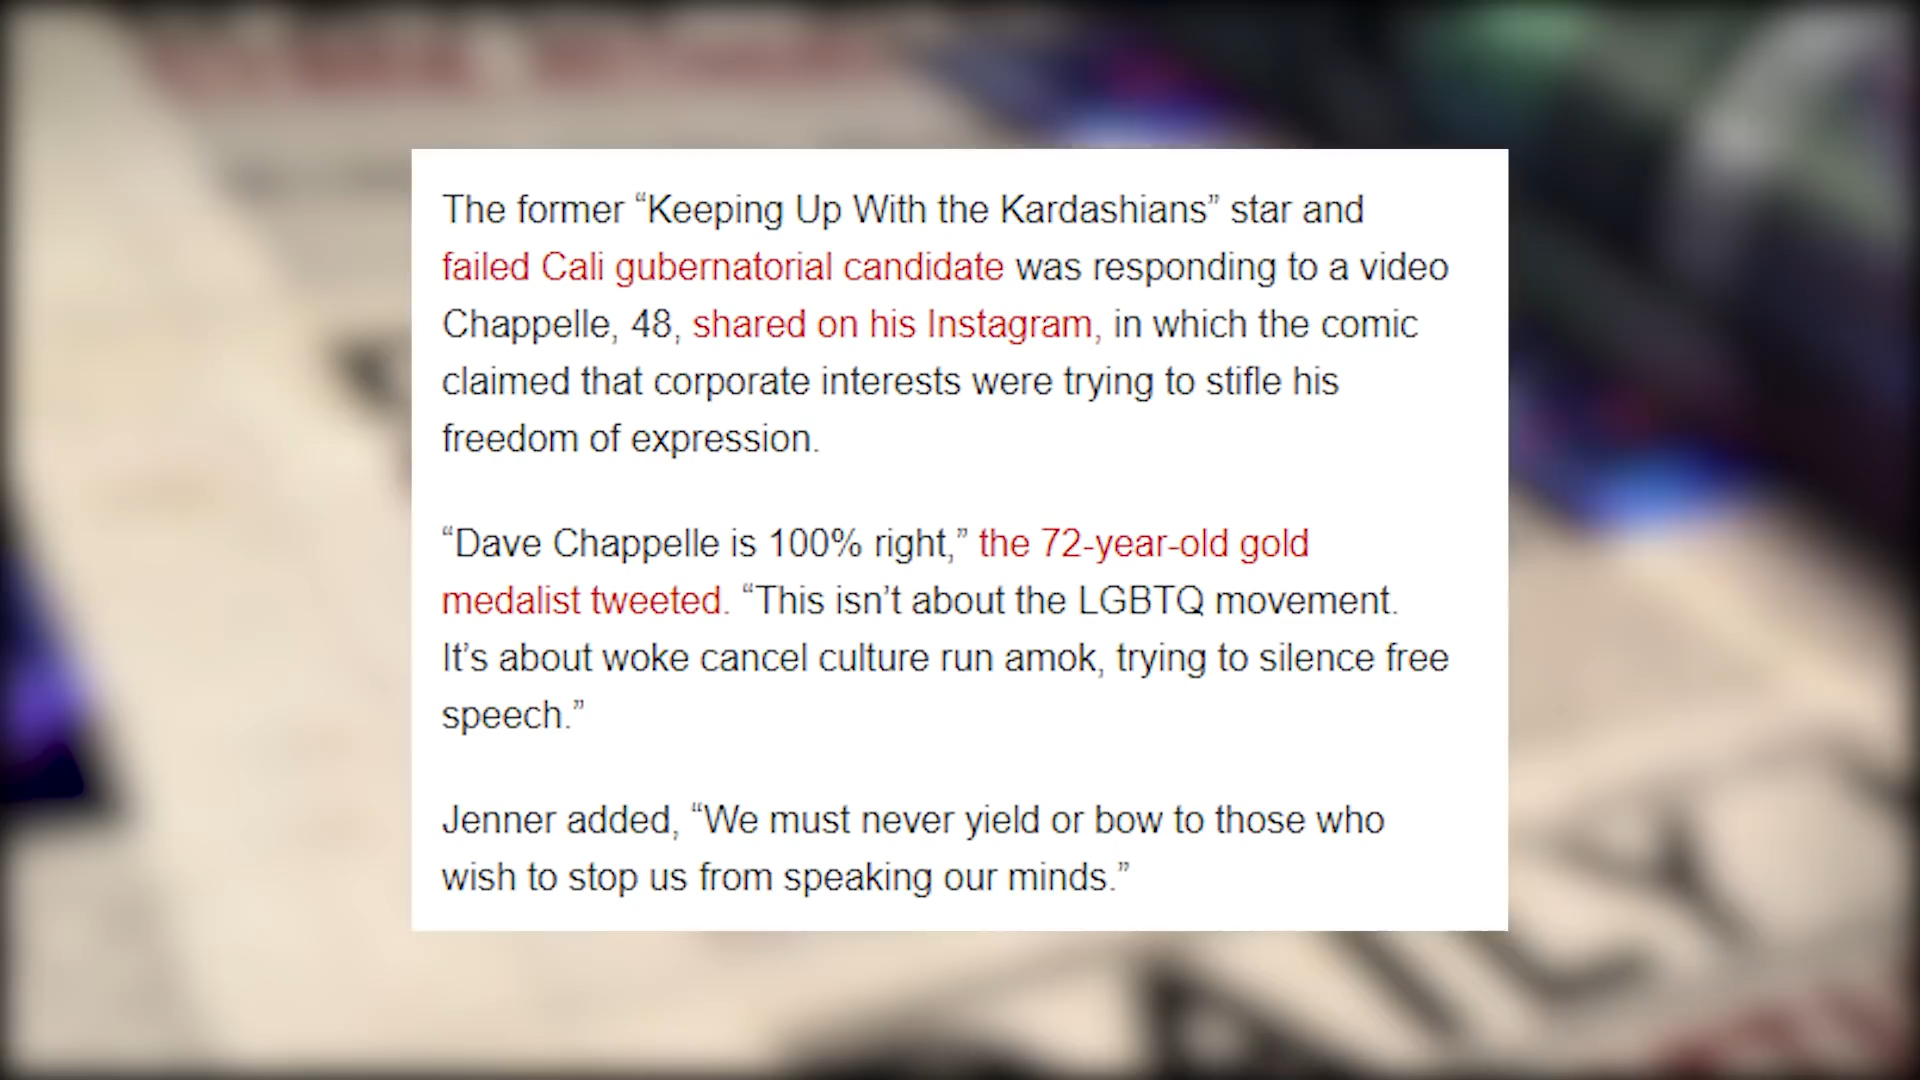 The former “Keeping Up With the Kardashians” star and
failed Cali gubernatorial candidate was responding to a video
Chappelle, 48, shared on his Instagram, in which the comic
claimed that corporate interests were trying to stifle his
freedom of expression.
“Dave Chappelle is 100% right,” the 72-year-old gold
medalist tweeted. “This isn’t about the LGBTQ movement.
It’s about woke cancel culture run amok, trying to silence free
speech.”
Jenner added, “We must never yield or bow to those who
wish to stop us from speaking our minds.”